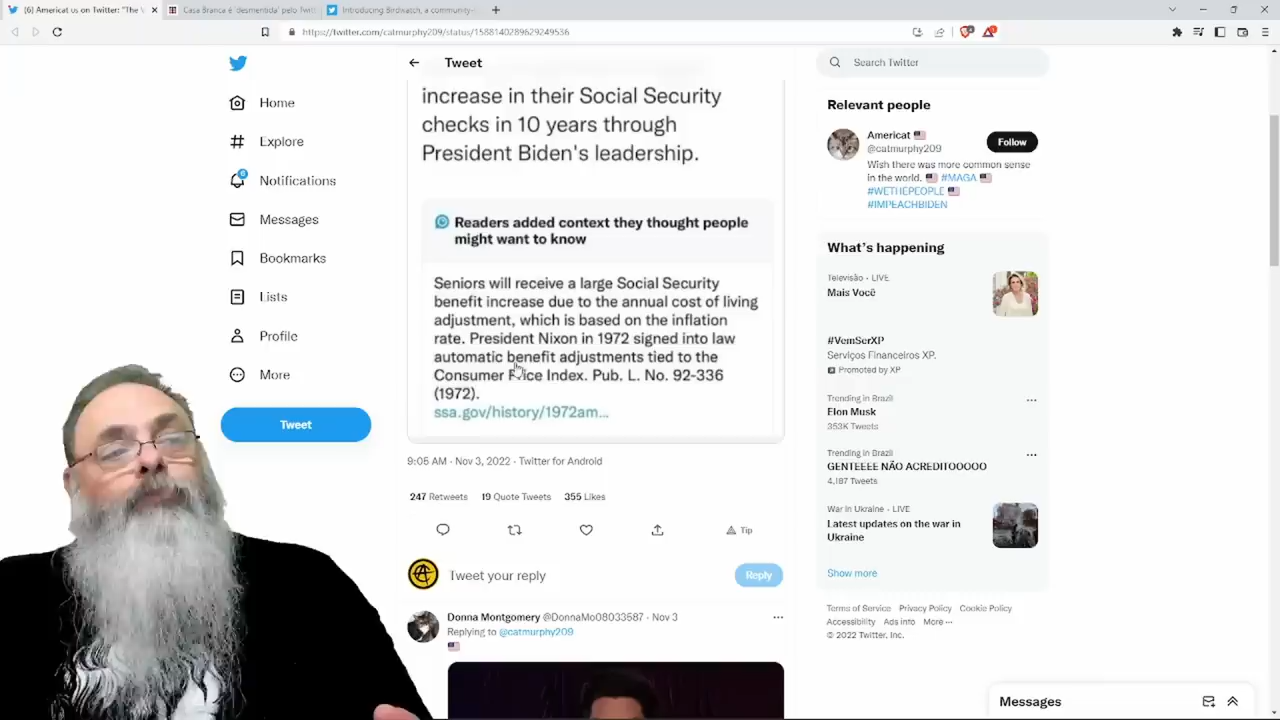 [6] Americat us on Twitter: "The
Casa Branca é 'desmentida' pelo Twitt
Introducing Birdwatch, a community-
https://twitter.com/catmurphy209/status/1588140289629249536
Tweet
Search Twitter
Home
Explore
6
Notifications
Messages
Bookmarks
Lists
Profile
More
Tweet
increase in their Social Security
checks in 10 years through
President Biden's leadership.
Readers added context they thought people
might want to know
Seniors will receive a large Social Security
benefit increase due to the annual cost of living
adjustment, which is based on the inflation
rate. President Nixon in 1972 signed into law
automatic benefit adjustments tied to the
Consumer Price Index. Pub. L. No. 92-336
(1972).
ssa.gov/history/1972am...
9:05 AM · Nov 3, 2022 · Twitter for Android
247 Retweets 19 Quote Tweets 355 Likes
Tip
Tweet your reply
Reply
Donna Montgomery @DonnaMo08033587 · Nov 3
Replying to @catmurphy209
Relevant people
Americat
@catmurphy209
Follow
Wish there was more common sense
in the world. #MAGA
#WETHEPEOPLE
#IMPEACHBIDEN
What's happening
Televisão · LIVE
Mais Você
#VemSerXP
Serviços Financeiros XP.
Promoted by XP
Trending in Brazil
Elon Musk
353K Tweets
Trending in Brazil
GENTEEEE NÃO ACREDITOOOOO
4,187 Tweets
War in Ukraine · LIVE
Latest updates on the war in
Ukraine
Show more
Terms of Service Privacy Policy Cookie Policy
Accessibility Ads info More ···
© 2022 Twitter, Inc.
Messages